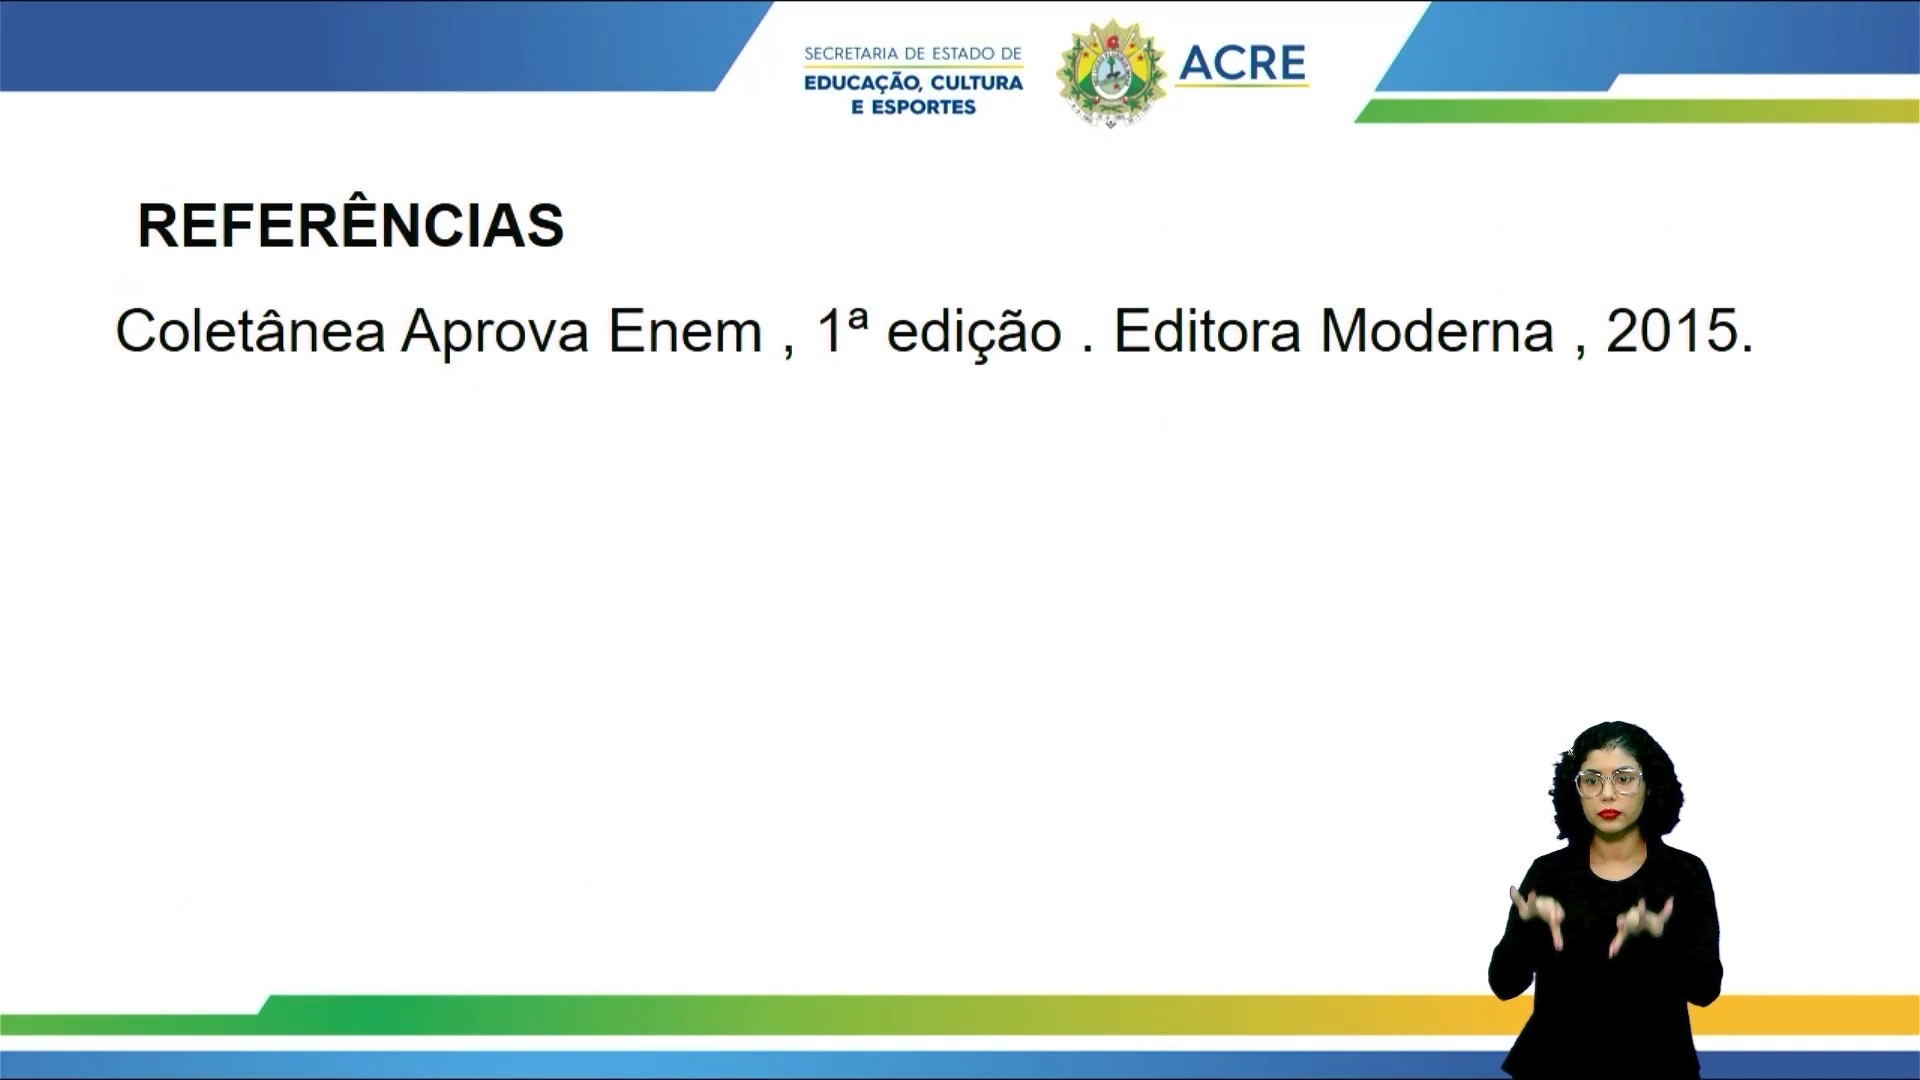 SECRETARIA DE ESTADO DE
EDUCAÇÃO, CULTURA
E ESPORTES
ACRE
REFERÊNCIAS
Coletânea Aprova Enem , 1ª edição . Editora Moderna , 2015.